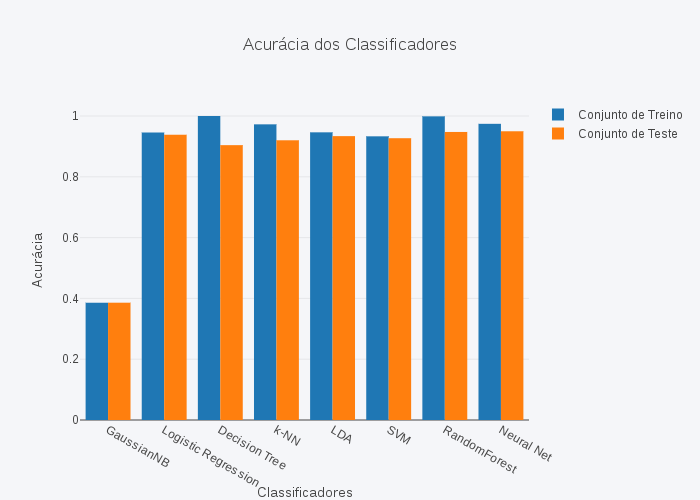 Acurácia dos Classificadores
Conjunto de Treino
Conjunto de Teste
Acurácia
1
0.8
0.6
0.4
0.2
0
GaussianNB
Logistic Regression
Decision Tree
k-NN
LDA
SVM
RandomForest
Neural Net
Classificadores